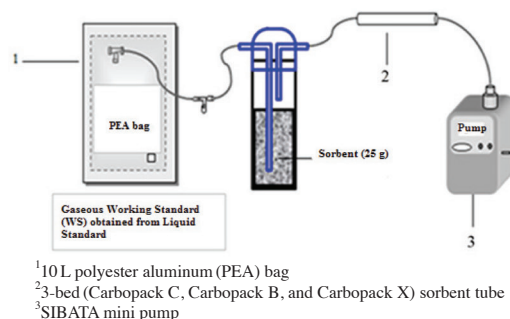 1
PEA bag
Sorbent (25 g)
2
Pump
3
Gaseous Working Standard
(WS) obtained from Liquid
Standard
¹10 L polyester aluminum (PEA) bag
²3-bed (Carbopack C, Carbopack B, and Carbopack X) sorbent tube
³SIBATA mini pump